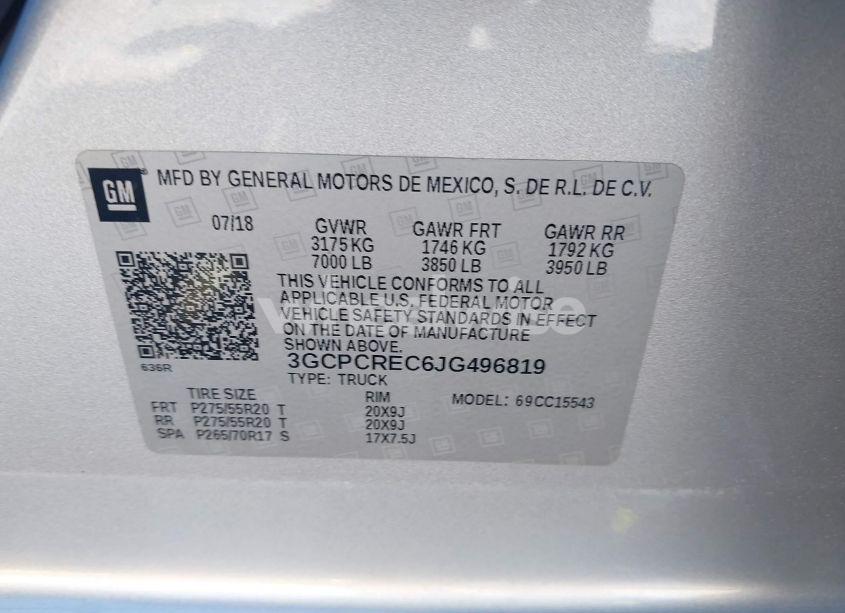 GM
MFD BY GENERAL MOTORS DE MEXICO, S. DE R.L. DE C.V.
07/18 GVWR GAWR FRT GAWR RR
3175 KG 1746 KG 1792 KG
7000 LB 3850 LB 3950 LB
THIS VEHICLE CONFORMS TO ALL
APPLICABLE U.S. FEDERAL MOTOR
VEHICLE SAFETY STANDARDS IN EFFECT
ON THE DATE OF MANUFACTURE
SHOWN ABOVE.
636R
3GCPCREC6JG496819
TYPE: TRUCK
TIRE SIZE RIM MODEL: 69CC15543
FRT P275/55R20 T 20X9J
RR P275/55R20 T 20X9J
SPA P265/70R17 S 17X7.5J